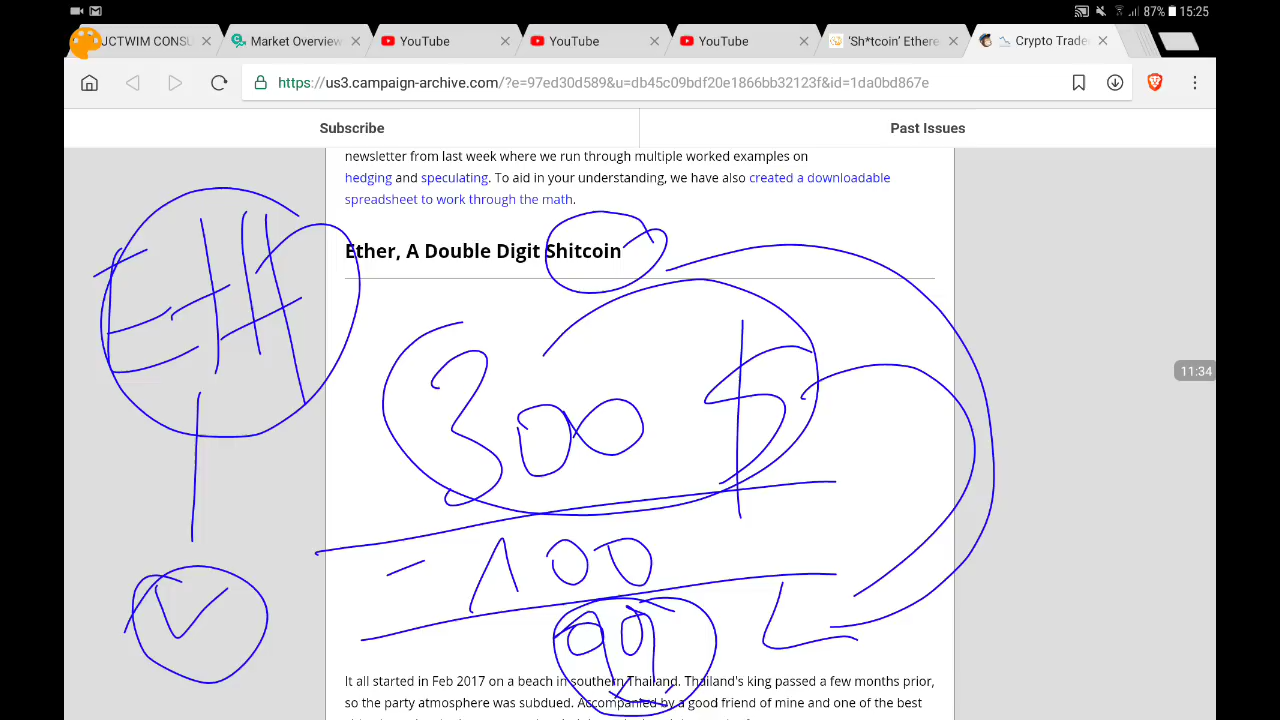 87% 15:25
UCTWIM CONSU
Market Overview
YouTube
YouTube
YouTube
'Sh*tcoin' Ethere
Crypto Trade
https://us3.campaign-archive.com/?e=97ed30d589&u=db45c09bdf20e1866bb32123f&id=1da0bd867e
Subscribe
Past Issues
newsletter from last week where we run through multiple worked examples on
hedging and speculating. To aid in your understanding, we have also created a downloadable
spreadsheet to work through the math.
Ether, A Double Digit Shitcoin
ETH
300 $
11:34
- 100
99
It all started in Feb 2017 on a beach in southern Thailand. Thailand's king passed a few months prior,
so the party atmosphere was subdued. Accompanied by a good friend of mine and one of the best